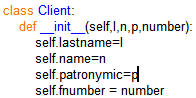 class Client:
    def __init__(self,l,n,p,number):
        self.lastname=l
        self.name=n
        self.patronymic=p
        self.fnumber = number